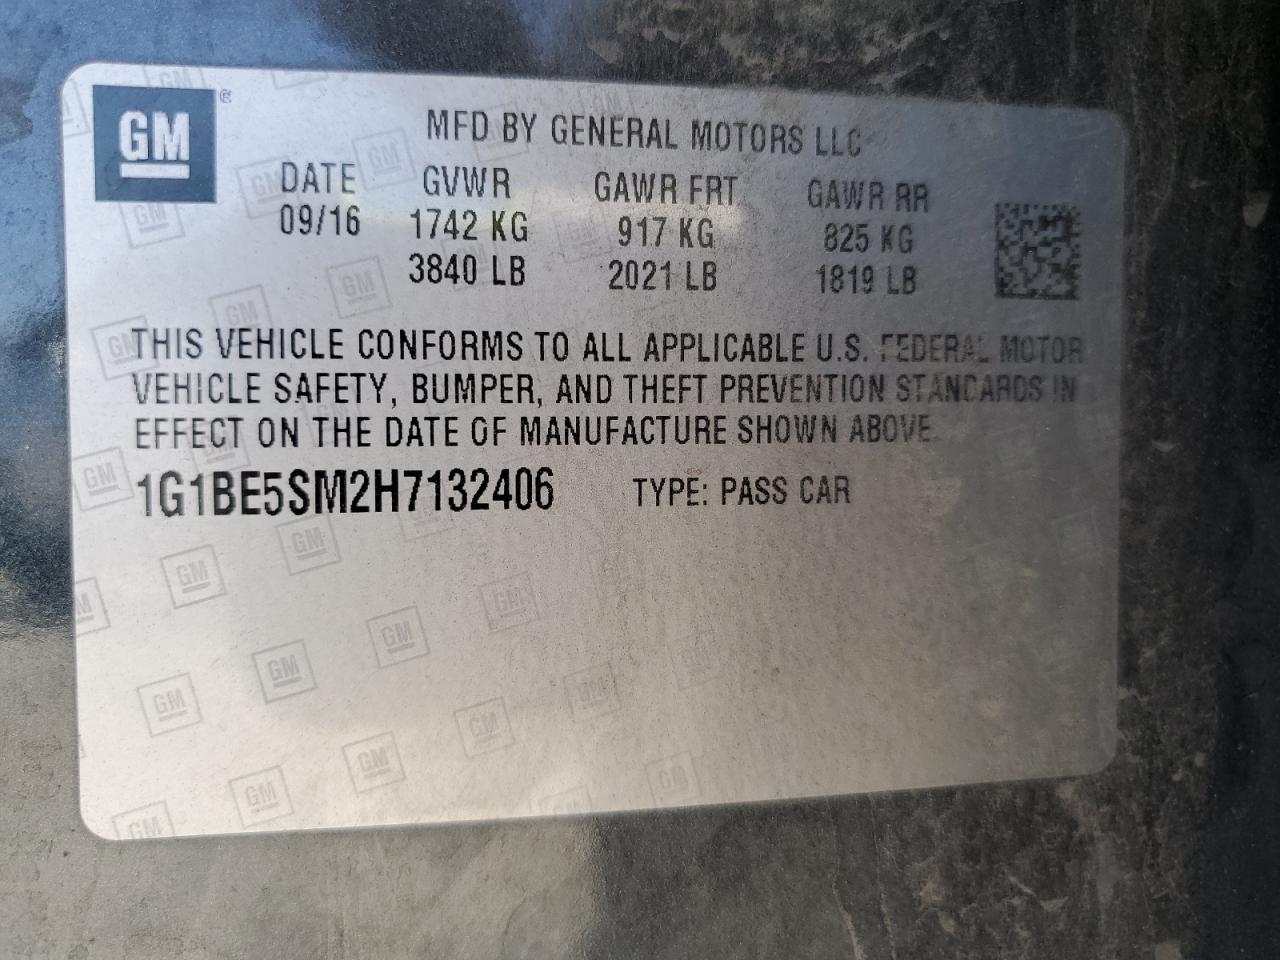 GM ®
MFD BY GENERAL MOTORS LLC
DATE GVWR GAWR FRT GAWR RR
09/16 1742 KG 917 KG 825 KG
3840 LB 2021 LB 1819 LB
THIS VEHICLE CONFORMS TO ALL APPLICABLE U.S. FEDERAL MOTOR
VEHICLE SAFETY, BUMPER, AND THEFT PREVENTION STANDARDS IN
EFFECT ON THE DATE OF MANUFACTURE SHOWN ABOVE.
1G1BE5SM2H7132406 TYPE: PASS CAR